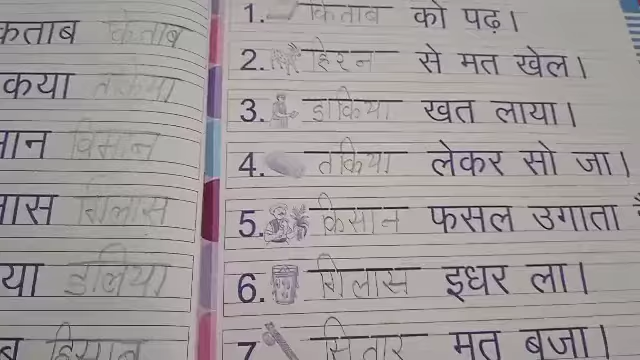 कताब किताब
किया तकिया
सान किसान
लास गिलास
या डलिया
ब हिसाब
1. किताब को पढ़।
2. हिरन से मत खेल।
3. डाकिया खत लाया।
4. तकिया लेकर सो जा।
5. किसान फसल उगाता है
6. गिलास इधर ला।
7 सितार मत बजा।